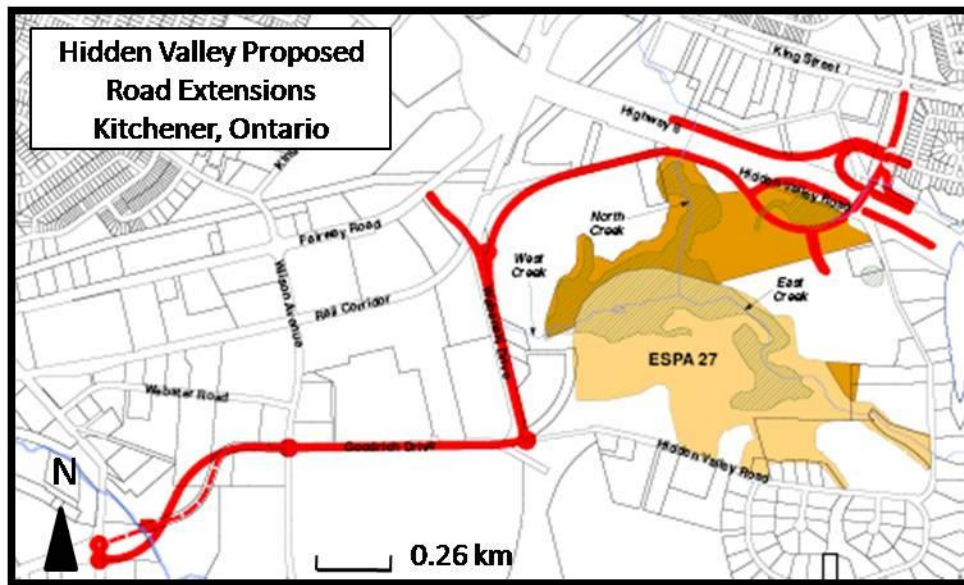 Hidden Valley Proposed
Road Extensions
Kitchener, Ontario
King Street
Highway 8
Hidden Valley Road
North
Creek
Fairway Road
West
Creek
East
Creek
Wilson Avenue
Rail Corridor
ESPA 27
Webster Road
Goodrich Drive
Hidden Valley Road
N
0.26 km